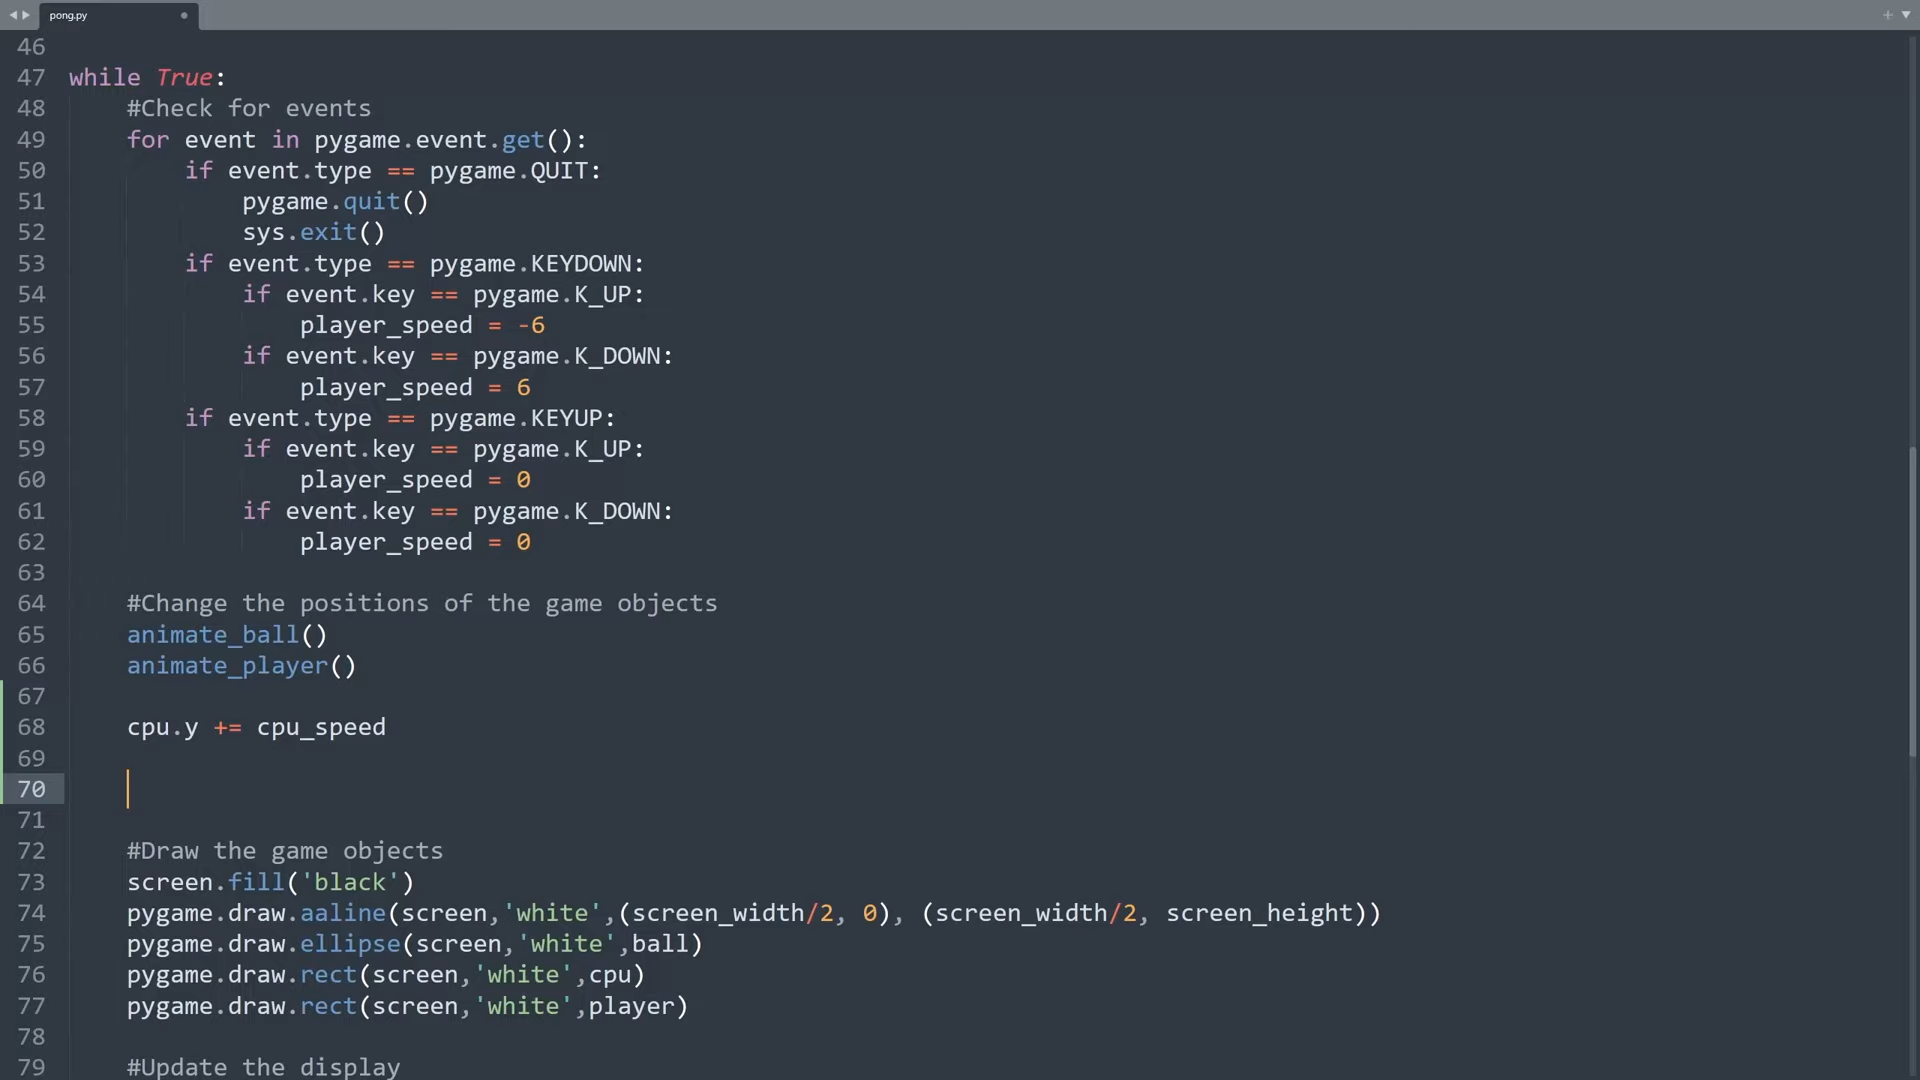 pong.py
46
47 while True:
48 #Check for events
49 for event in pygame.event.get():
50 if event.type == pygame.QUIT:
51 pygame.quit()
52 sys.exit()
53 if event.type == pygame.KEYDOWN:
54 if event.key == pygame.K_UP:
55 player_speed = -6
56 if event.key == pygame.K_DOWN:
57 player_speed = 6
58 if event.type == pygame.KEYUP:
59 if event.key == pygame.K_UP:
60 player_speed = 0
61 if event.key == pygame.K_DOWN:
62 player_speed = 0
63
64 #Change the positions of the game objects
65 animate_ball()
66 animate_player()
67
68 cpu.y += cpu_speed
69
70
71
72 #Draw the game objects
73 screen.fill('black')
74 pygame.draw.aaline(screen,'white',(screen_width/2, 0), (screen_width/2, screen_height))
75 pygame.draw.ellipse(screen,'white',ball)
76 pygame.draw.rect(screen,'white',cpu)
77 pygame.draw.rect(screen,'white',player)
78
79 #Update the display